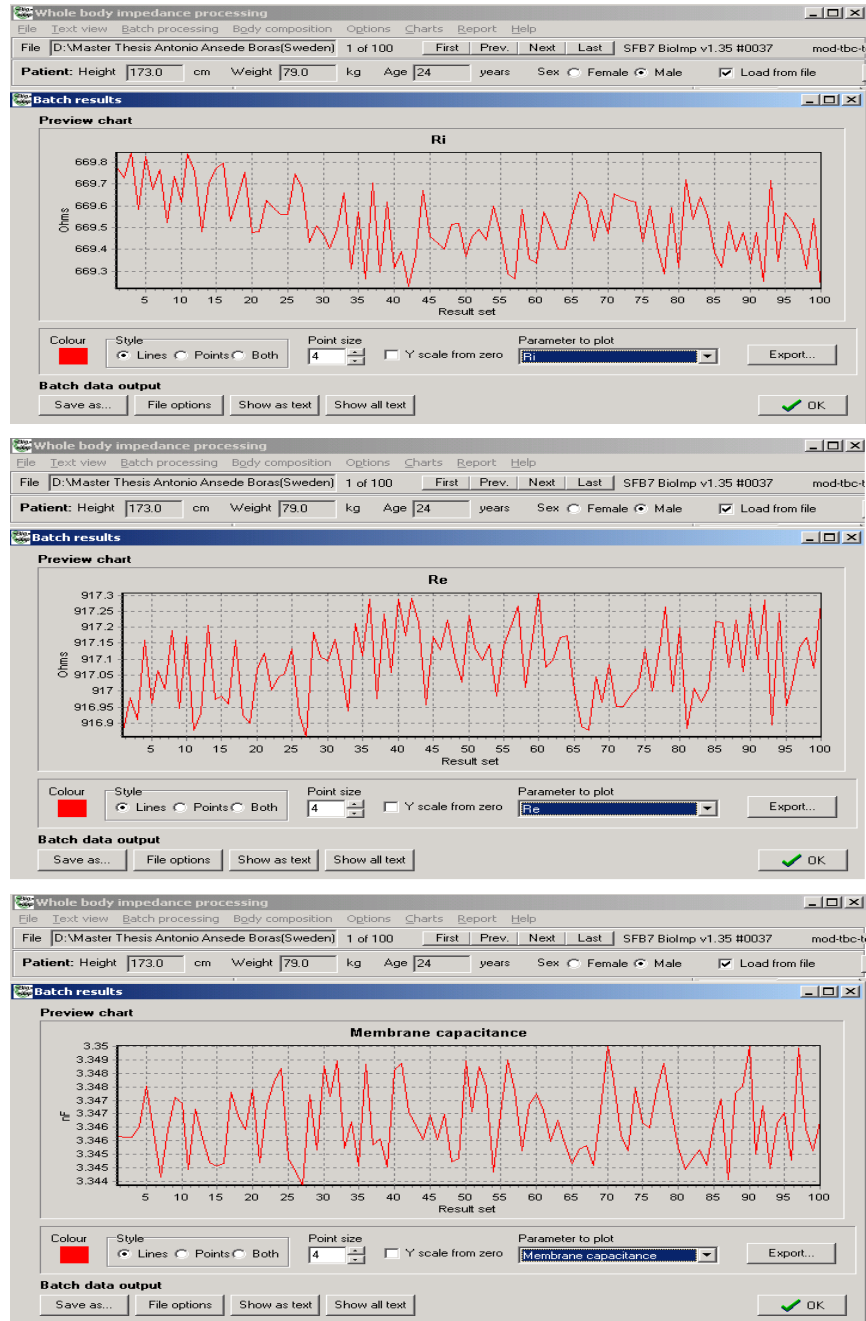 Whole body impedance processing
File Text view Batch processing Body composition Options Charts Report Help
File D:\Master Thesis Antonio Ansede Boras(Sweden) 1 of 100 First Prev. Next Last SFB7 BioImp v1.35 #0037 mod-tbc-t
Patient: Height 173.0 cm Weight 79.0 kg Age 24 years Sex Female Male Load from file
Batch results
Preview chart
Ri
669.8
669.7
669.6
669.5
669.4
669.3
Ohms
5 10 15 20 25 30 35 40 45 50 55 60 65 70 75 80 85 90 95 100
Result set
Colour Style Point size Parameter to plot
Lines Points Both 4 Y scale from zero Ri Export...
Batch data output
Save as... File options Show as text Show all text OK
Whole body impedance processing
File Text view Batch processing Body composition Options Charts Report Help
File D:\Master Thesis Antonio Ansede Boras(Sweden) 1 of 100 First Prev. Next Last SFB7 BioImp v1.35 #0037 mod-tbc-t
Patient: Height 173.0 cm Weight 79.0 kg Age 24 years Sex Female Male Load from file
Batch results
Preview chart
Re
917.3
917.25
917.2
917.15
917.1
917.05
917
916.95
916.9
Ohms
5 10 15 20 25 30 35 40 45 50 55 60 65 70 75 80 85 90 95 100
Result set
Colour Style Point size Parameter to plot
Lines Points Both 4 Y scale from zero Re Export...
Batch data output
Save as... File options Show as text Show all text OK
Whole body impedance processing
File Text view Batch processing Body composition Options Charts Report Help
File D:\Master Thesis Antonio Ansede Boras(Sweden) 1 of 100 First Prev. Next Last SFB7 BioImp v1.35 #0037 mod-tbc-t
Patient: Height 173.0 cm Weight 79.0 kg Age 24 years Sex Female Male Load from file
Batch results
Preview chart
Membrane capacitance
3.35
3.349
3.348
3.347
3.346
3.345
3.344
nF
5 10 15 20 25 30 35 40 45 50 55 60 65 70 75 80 85 90 95 100
Result set
Colour Style Point size Parameter to plot
Lines Points Both 4 Y scale from zero Membrane capacitance Export...
Batch data output
Save as... File options Show as text Show all text OK